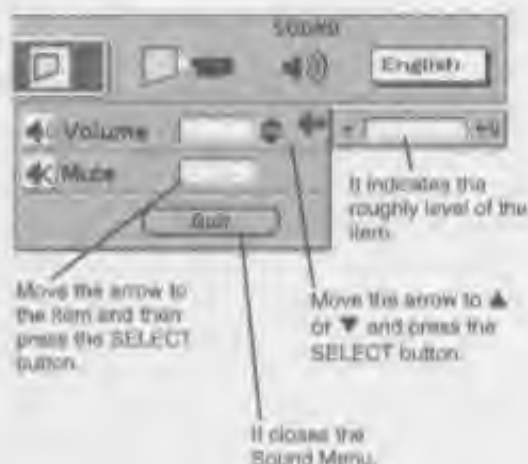 SOUND
English
Volume
Mute
Quit
It indicates the
roughly level of the
item.
Move the arrow to
the item and then
press the SELECT
button.
Move the arrow to ▲
or ▼ and press the
SELECT button.
It closes the
Sound Menu.